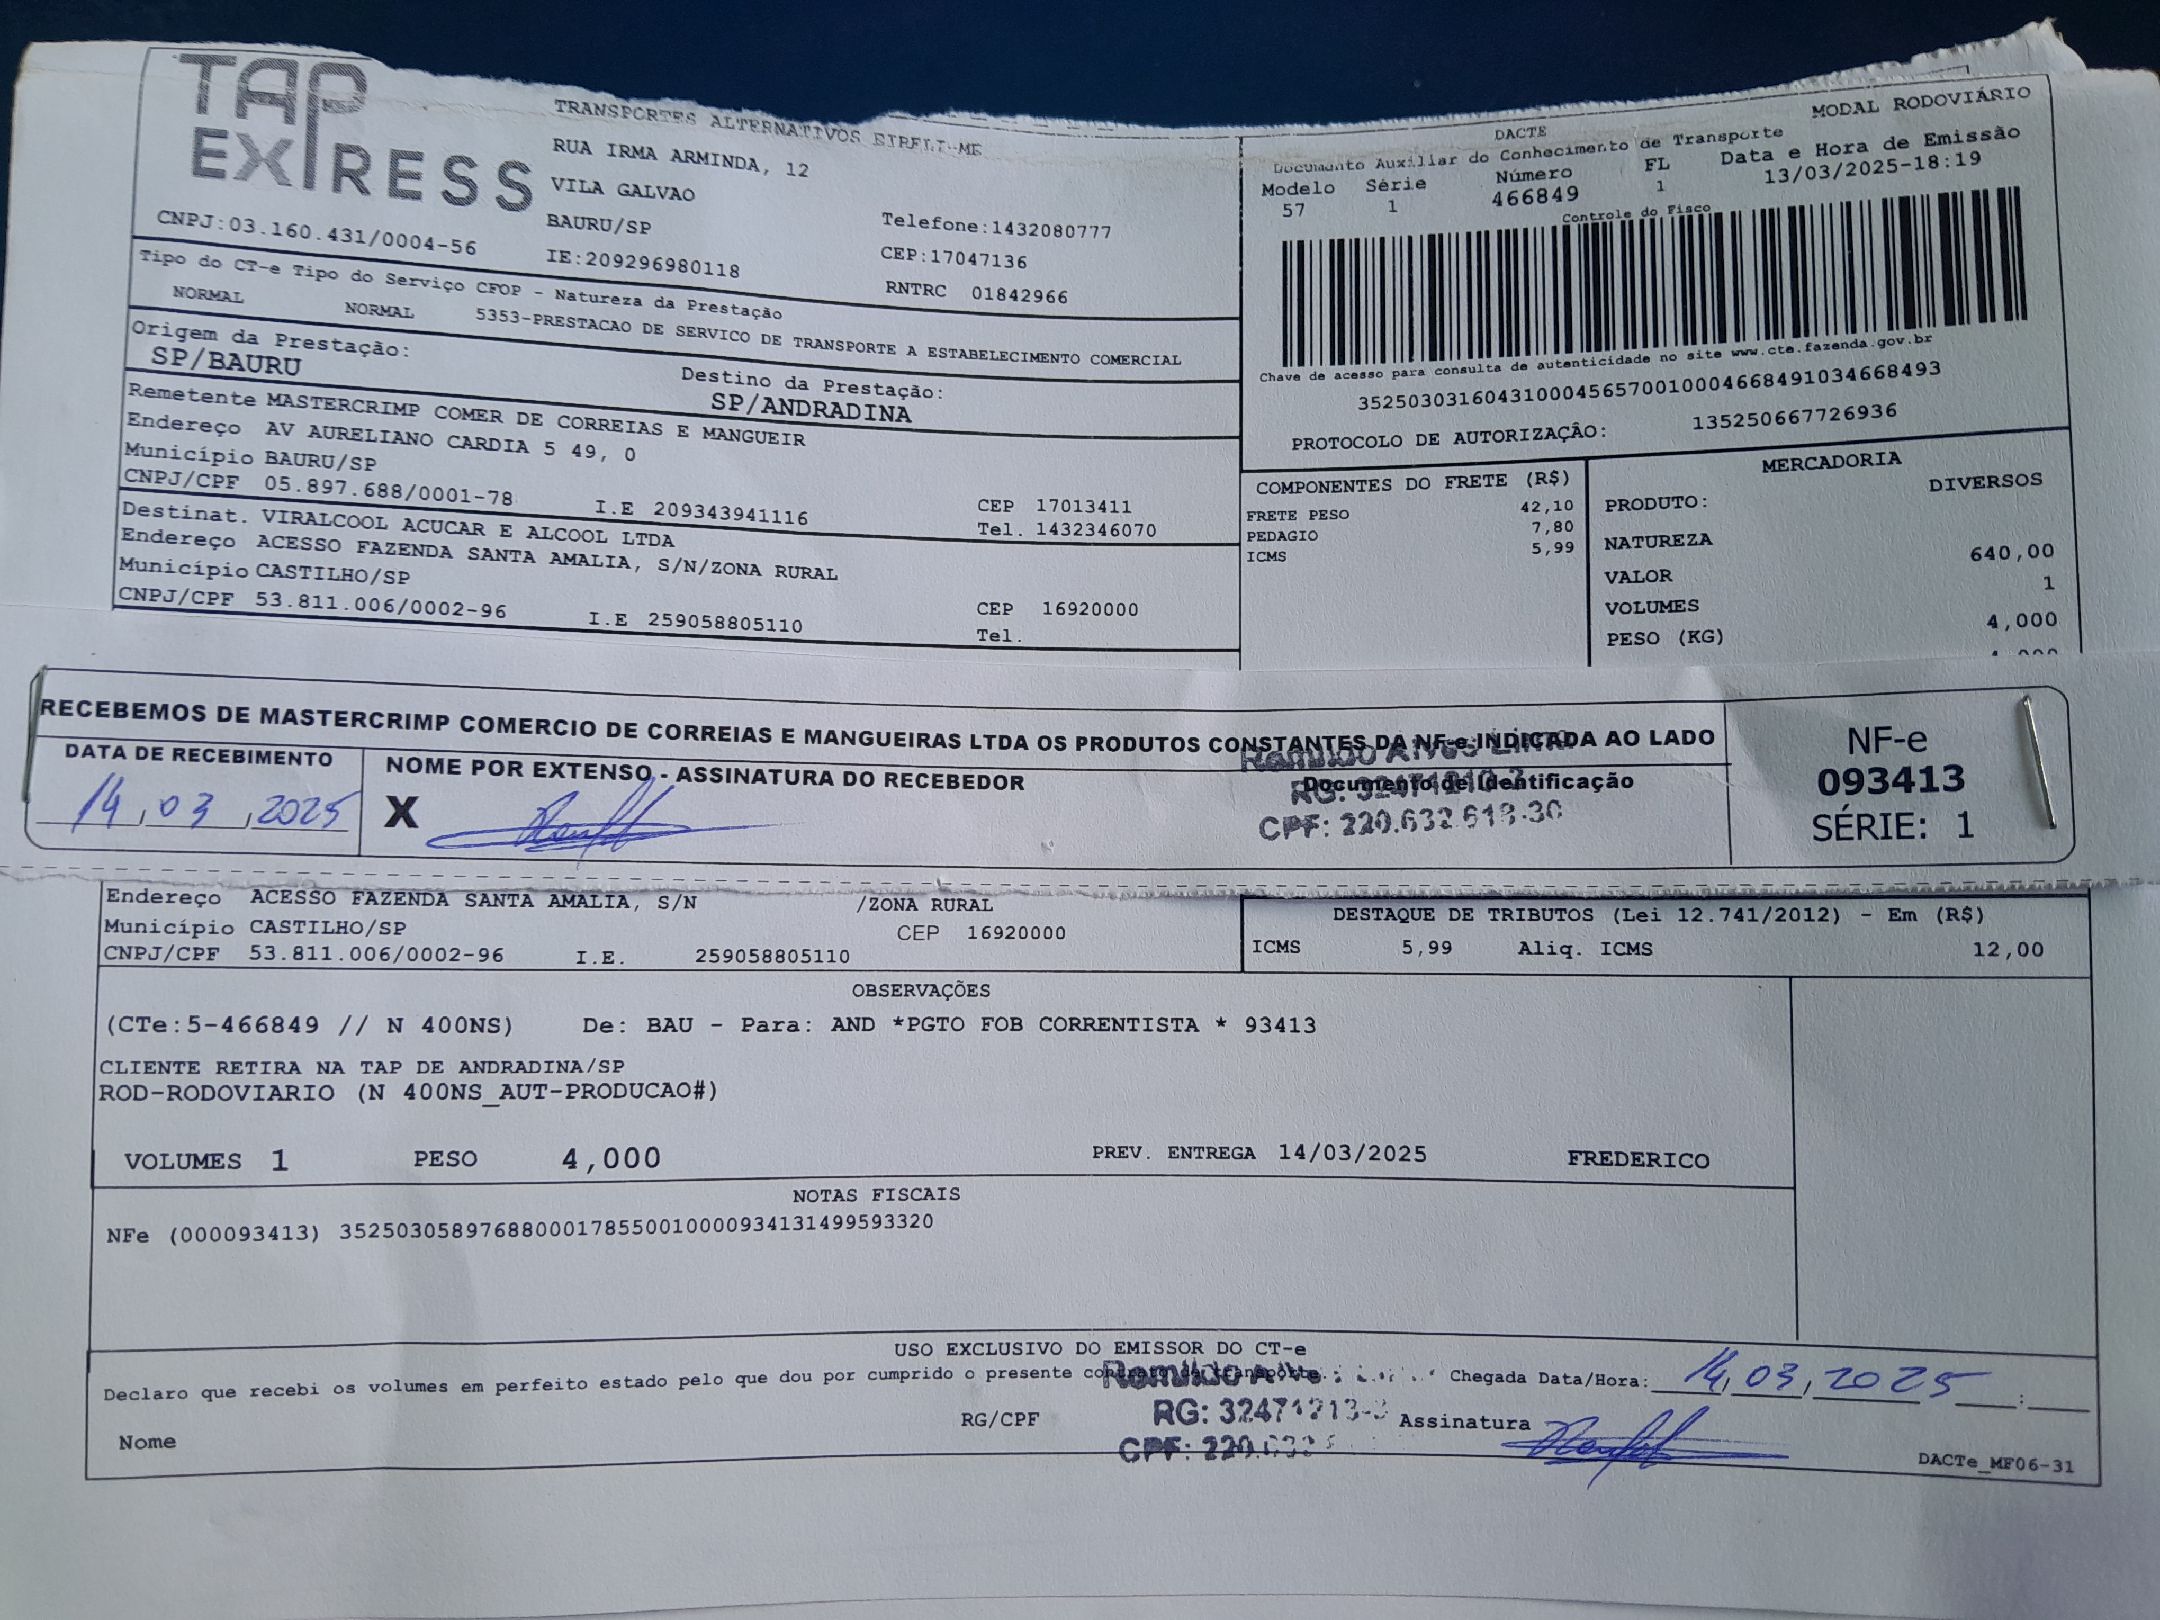 TAP
EXPRESS
TRANSPORTES ALTERNATIVOS EIRELI-ME
RUA IRMA ARMINDA, 12
VILA GALVAO
BAURU/SP Telefone:1432080777
CNPJ:03.160.431/0004-56 IE:209296980118 CEP:17047136
RNTRC 01842966
Tipo do CT-e Tipo do Serviço CFOP - Natureza da Prestação
NORMAL NORMAL 5353-PRESTACAO DE SERVICO DE TRANSPORTE A ESTABELECIMENTO COMERCIAL
Origem da Prestação: Destino da Prestação:
SP/BAURU SP/ANDRADINA
Remetente MASTERCRIMP COMER DE CORREIAS E MANGUEIR
Endereço AV AURELIANO CARDIA 5 49, 0
Município BAURU/SP CEP 17013411
CNPJ/CPF 05.897.688/0001-78 I.E 209343941116 Tel. 1432346070
Destinat. VIRALCOOL ACUCAR E ALCOOL LTDA
Endereço ACESSO FAZENDA SANTA AMALIA, S/N/ZONA RURAL
Município CASTILHO/SP CEP 16920000
CNPJ/CPF 53.811.006/0002-96 I.E 259058805110 Tel.
DACTE MODAL RODOVIÁRIO
Documento Auxiliar do Conhecimento de Transporte
Modelo Série Número FL Data e Hora de Emissão
57 1 466849 1 13/03/2025-18:19
Controle do Fisco
Chave de acesso para consulta de autenticidade no site www.cte.fazenda.gov.br
35250303160431000456570010004668491034668493
PROTOCOLO DE AUTORIZAÇÃO: 135250667726936
COMPONENTES DO FRETE (R$)
FRETE PESO 42,10
PEDAGIO 7,80
ICMS 5,99
MERCADORIA
PRODUTO: DIVERSOS
NATUREZA
VALOR 640,00
VOLUMES 1
PESO (KG) 4,000
RECEBEMOS DE MASTERCRIMP COMERCIO DE CORREIAS E MANGUEIRAS LTDA OS PRODUTOS CONSTANTES DA NF-e INDICADA AO LADO
DATA DE RECEBIMENTO NOME POR EXTENSO - ASSINATURA DO RECEBEDOR Documento de Identificação
14,03,2025 X
CPF: 220.632.618-30
NF-e
093413
SÉRIE: 1
Endereço ACESSO FAZENDA SANTA AMALIA, S/N /ZONA RURAL
Município CASTILHO/SP CEP 16920000
CNPJ/CPF 53.811.006/0002-96 I.E. 259058805110
DESTAQUE DE TRIBUTOS (Lei 12.741/2012) - Em (R$)
ICMS 5,99 Aliq. ICMS 12,00
OBSERVAÇÕES
(CTe:5-466849 // N 400NS) De: BAU - Para: AND *PGTO FOB CORRENTISTA * 93413
CLIENTE RETIRA NA TAP DE ANDRADINA/SP
ROD-RODOVIARIO (N 400NS_AUT-PRODUCAO#)
VOLUMES 1 PESO 4,000 PREV. ENTREGA 14/03/2025 FREDERICO
NOTAS FISCAIS
NFe (000093413) 35250305897688000178550010000934131499593320
USO EXCLUSIVO DO EMISSOR DO CT-e
Declaro que recebi os volumes em perfeito estado pelo que dou por cumprido o presente contrato de transporte. Chegada Data/Hora: 14,03,2025 :
Romildo
RG: 32471213-3
CPF: 220.632
Nome RG/CPF Assinatura
DACTe_MF06-31